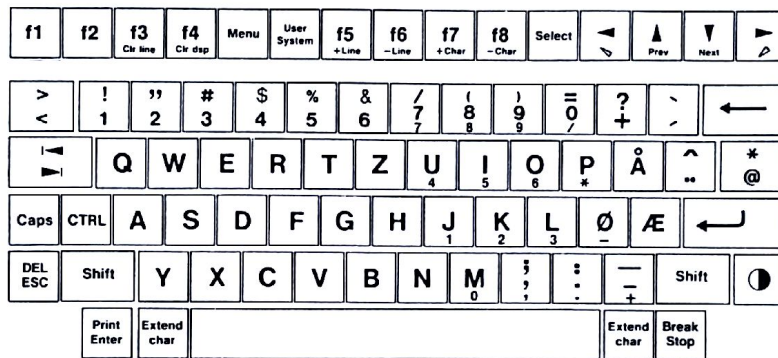 f1 f2 f3 f4 Menu User f5 f6 f7 f8 Select
Clr line Clr dsp System +Line −Line +Char −Char Prev Next
> ! ” # $ % & / ( ) = ? `
< 1 2 3 4 5 6 7 8 9 0 + ´
7 8 9 /
Q W E R T Z U I O P Å ^ *
4 5 6 * ¨ @
Caps CTRL A S D F G H J K L Ø Æ
1 2 3 −
DEL Shift Y X C V B N M ; : — Shift
ESC 0 , . −
, +
Print Extend Extend Break
Enter char char Stop